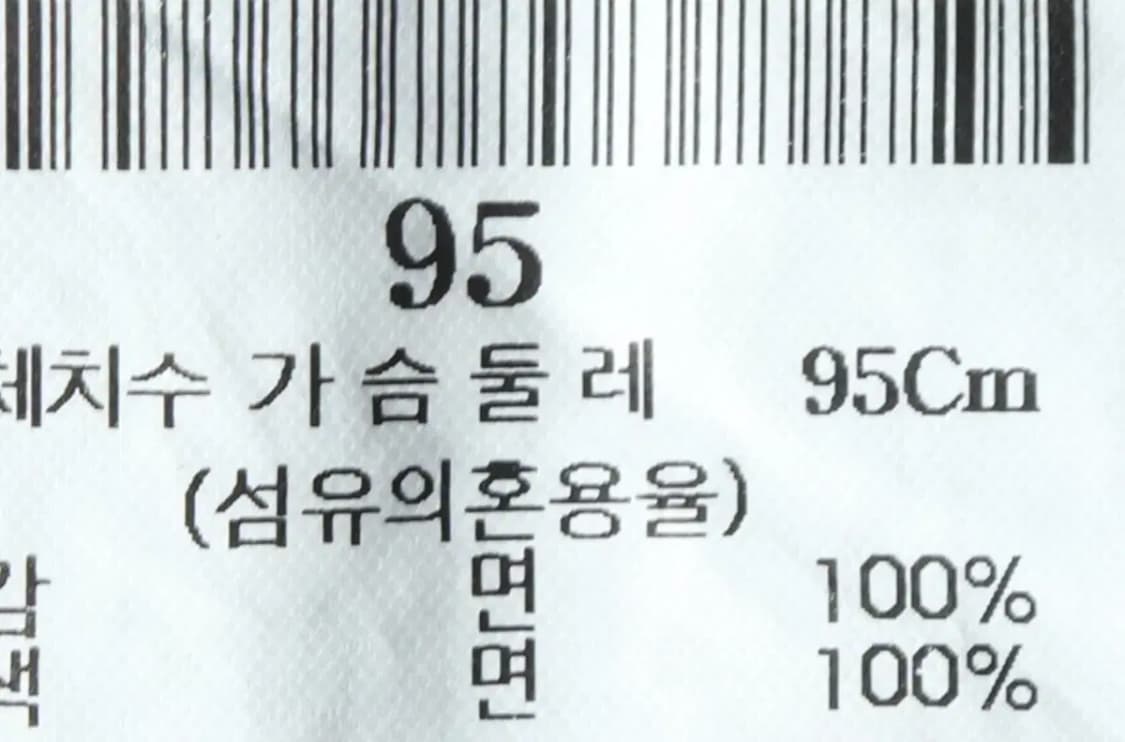 95
체치수 가슴둘레 95Cm
(섬유의혼용율)
면 100%
면 100%